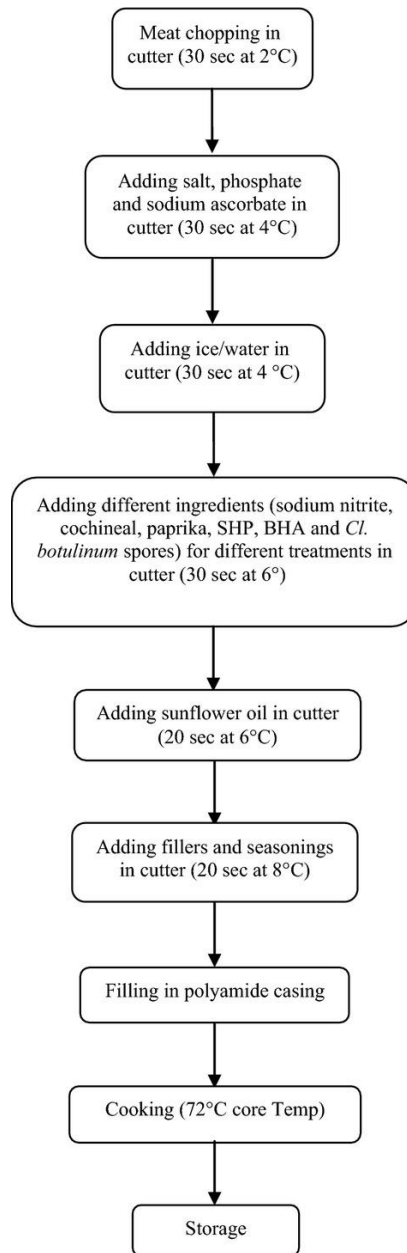 Meat chopping in
cutter (30 sec at 2°C)
Adding salt, phosphate
and sodium ascorbate in
cutter (30 sec at 4°C)
Adding ice/water in
cutter (30 sec at 4 °C)
Adding different ingredients (sodium nitrite,
cochineal, paprika, SHP, BHA and Cl.
botulinum spores) for different treatments in
cutter (30 sec at 6°)
Adding sunflower oil in cutter
(20 sec at 6°C)
Adding fillers and seasonings
in cutter (20 sec at 8°C)
Filling in polyamide casing
Cooking (72°C core Temp)
Storage